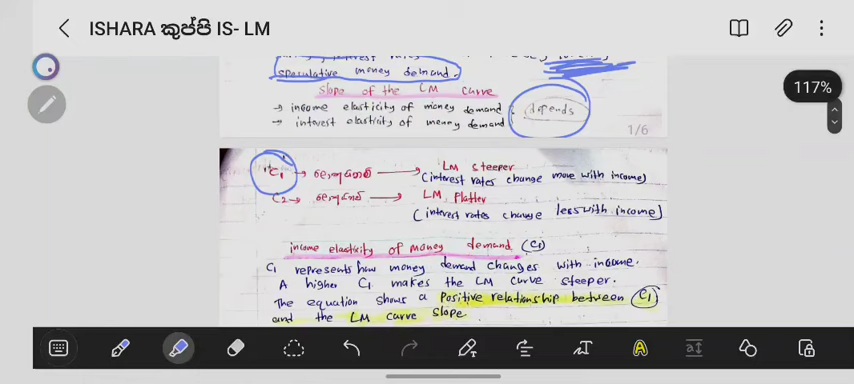 ISHARA කුප්පි IS- LM
117%
speculative money demand.
Slope of the LM curve
→ income elasticity of money demand
→ interest elasticity of money demand
depends
1/6
C1 → → LM steeper
(interest rates change more with income)
C2 → → LM flatter
(interest rates change less with income)
income elasticity of money demand (C1)
C1 represents how money demand changes with income.
A higher C1 makes the LM curve steeper.
The equation shows a positive relationship between C1
and the LM curve slope